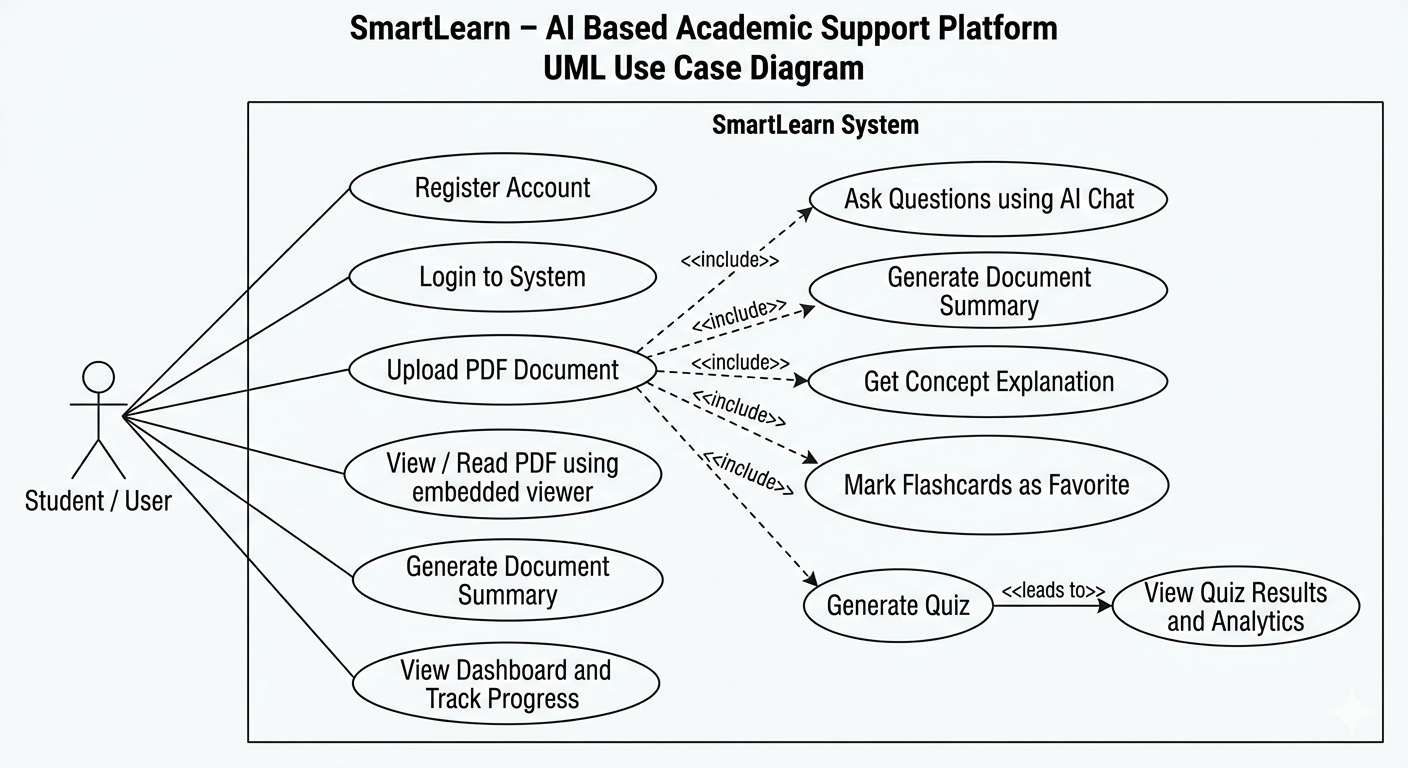 SmartLearn – AI Based Academic Support Platform
UML Use Case Diagram
SmartLearn System
Register Account
Login to System
Upload PDF Document
View / Read PDF using
embedded viewer
Generate Document
Summary
View Dashboard and
Track Progress
Student / User
<<include>>
<<include>>
<<include>>
<<include>>
<<include>>
Ask Questions using AI Chat
Generate Document
Summary
Get Concept Explanation
Mark Flashcards as Favorite
Generate Quiz
<<leads to>>
View Quiz Results
and Analytics